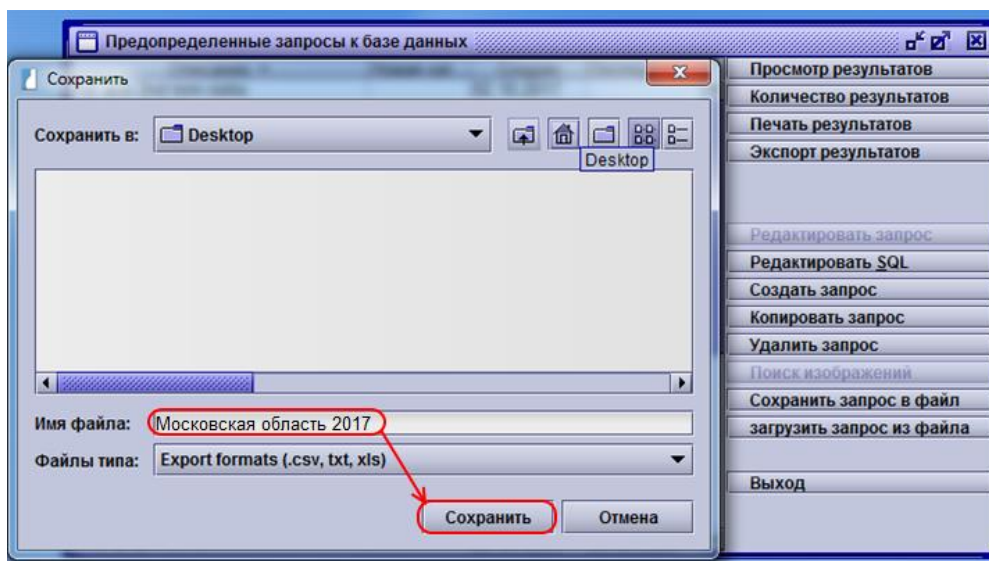 Предопределенные запросы к базе данных
Сохранить
Сохранить в:
Desktop
Desktop
Имя файла:
Московская область 2017
Файлы типа:
Export formats (.csv, txt, xls)
Сохранить
Отмена
Просмотр результатов
Количество результатов
Печать результатов
Экспорт результатов
Редактировать запрос
Редактировать SQL
Создать запрос
Копировать запрос
Удалить запрос
Поиск изображений
Сохранить запрос в файл
загрузить запрос из файла
Выход